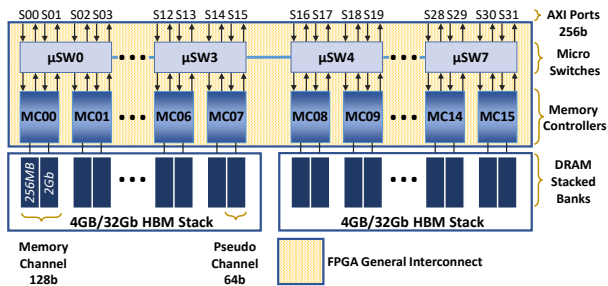 S00 S01 S02 S03 S12 S13 S14 S15 S16 S17 S18 S19 S28 S29 S30 S31
AXI Ports
256b
µSW0 µSW3 µSW4 µSW7
Micro
Switches
MC00 MC01 MC06 MC07 MC08 MC09 MC14 MC15
Memory
Controllers
256MB 2Gb
DRAM
Stacked
Banks
4GB/32Gb HBM Stack 4GB/32Gb HBM Stack
Memory
Channel
128b
Pseudo
Channel
64b
FPGA General Interconnect